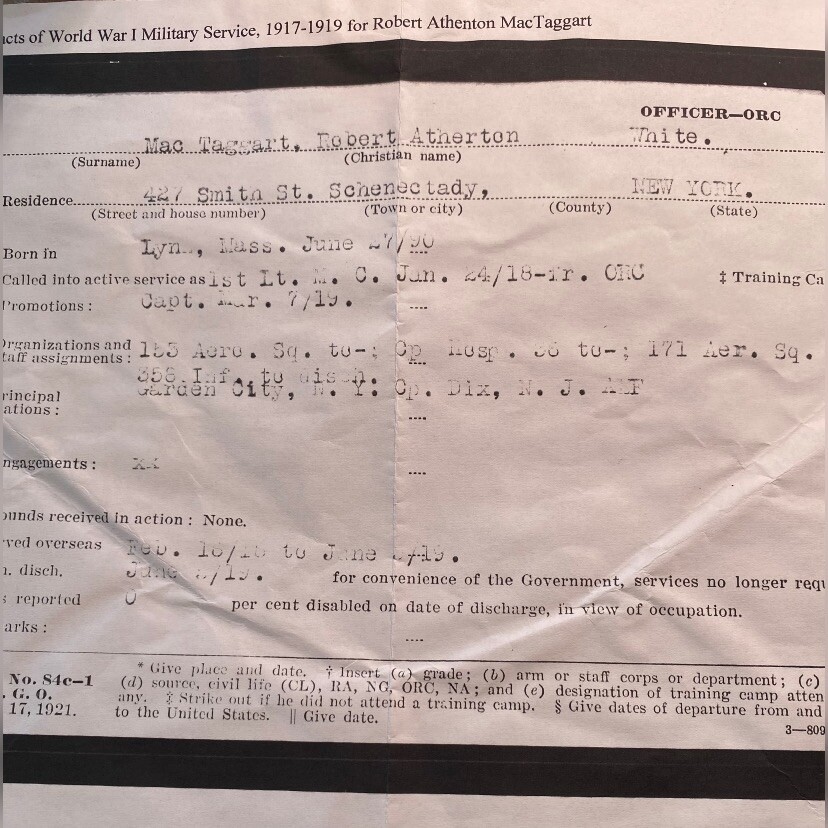 acts of World War I Military Service, 1917-1919 for Robert Athenton MacTaggart
OFFICER—ORC
Mac Taggart, Robert Atherton White.
(Surname) (Christian name)
Residence 427 Smith St. Schenectady, NEW YORK.
(Street and house number) (Town or city) (County) (State)
Born in Lynn, Mass. June 27/90
Called into active service as 1st Lt. M. C. Jan. 24/18-fr. ORC ‡ Training Ca
Promotions: Capt. Mar. 7/19. ----
Organizations and
staff assignments: Aero. Sq. to-; Cp Hosp. to-; 171 Aer. Sq.
356 Inf. to disch.
rincipal Garden City, N. Y. Cp. Dix, N. J. AEF
ations: ----
ngagements: XX ----
ounds received in action: None.
rved overseas Feb. to June
n. disch. June for convenience of the Government, services no longer requ
s reported 0 per cent disabled on date of discharge, in view of occupation.
arks: ----
No. S4c-1 * Give place and date. † Insert (a) grade; (b) arm or staff corps or department; (c)
. G. O. (d) source, civil life (CL), RA, NG, ORC, NA; and (e) designation of training camp atten
17, 1921. any. ‡ Strike out if he did not attend a training camp. § Give dates of departure from and
to the United States. || Give date.
3—809